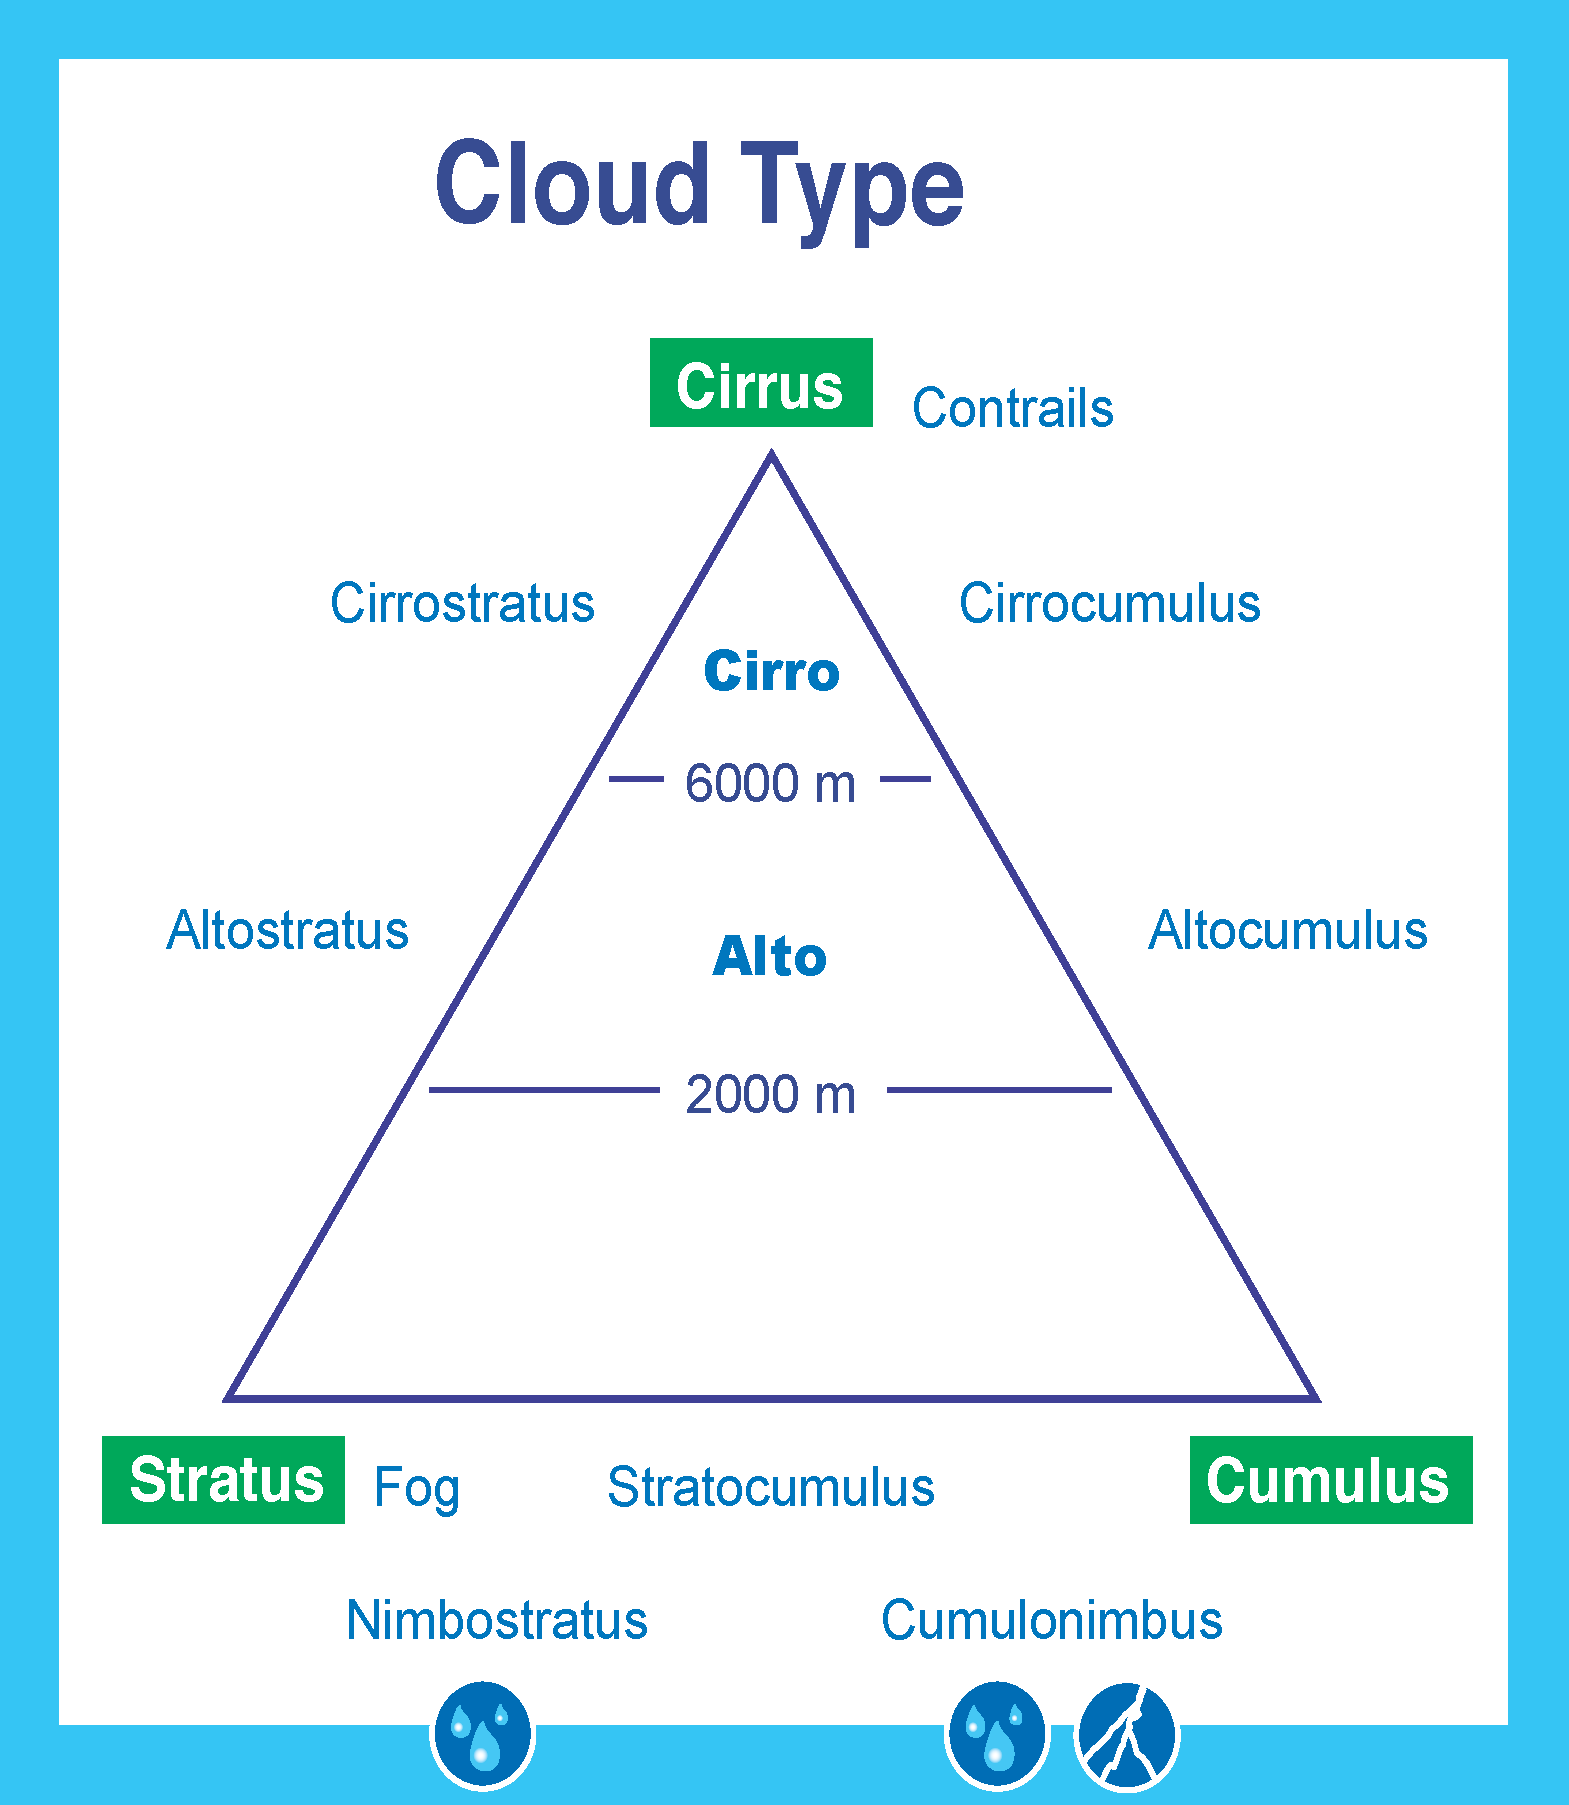 Cloud Type
Cirrus
Contrails
Cirrostratus
Cirrocumulus
Cirro
6000 m
Altostratus
Altocumulus
Alto
2000 m
Stratus
Fog
Stratocumulus
Cumulus
Nimbostratus
Cumulonimbus